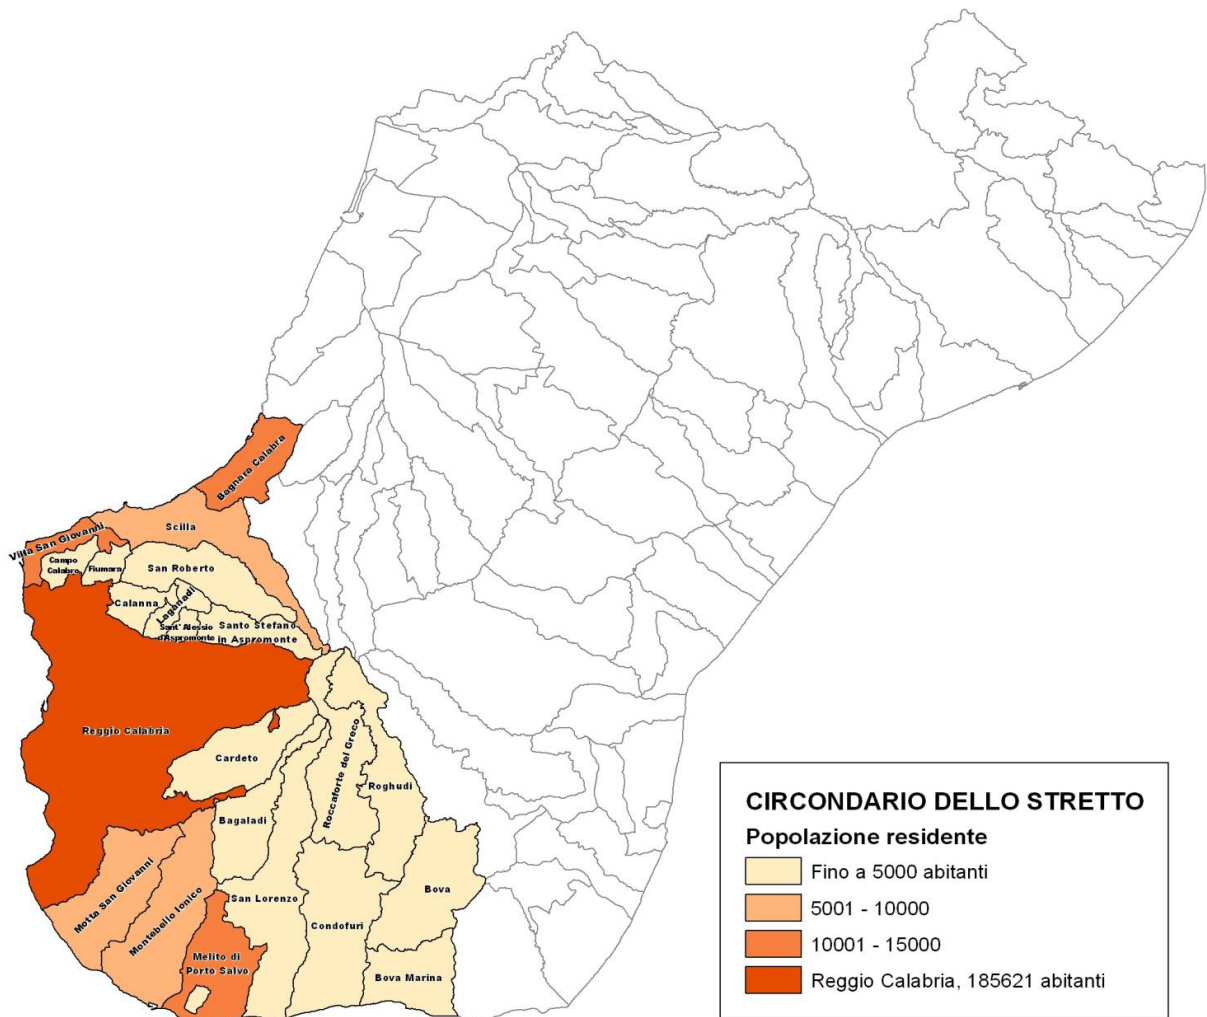 Bagnara Calabra
Scilla
Villa San Giovanni
Campo
Calabro
Fiumara
San Roberto
Calanna
Laganadi
Sant' Alessio
d'Aspromonte
Santo Stefano
in Aspromonte
Reggio Calabria
Cardeto
Roccaforte del Greco
Roghudi
Bagaladi
Motta San Giovanni
Montebello Ionico
San Lorenzo
Condofuri
Bova
Melito di
Porto Salvo
Bova Marina
CIRCONDARIO DELLO STRETTO
Popolazione residente
Fino a 5000 abitanti
5001 - 10000
10001 - 15000
Reggio Calabria, 185621 abitanti